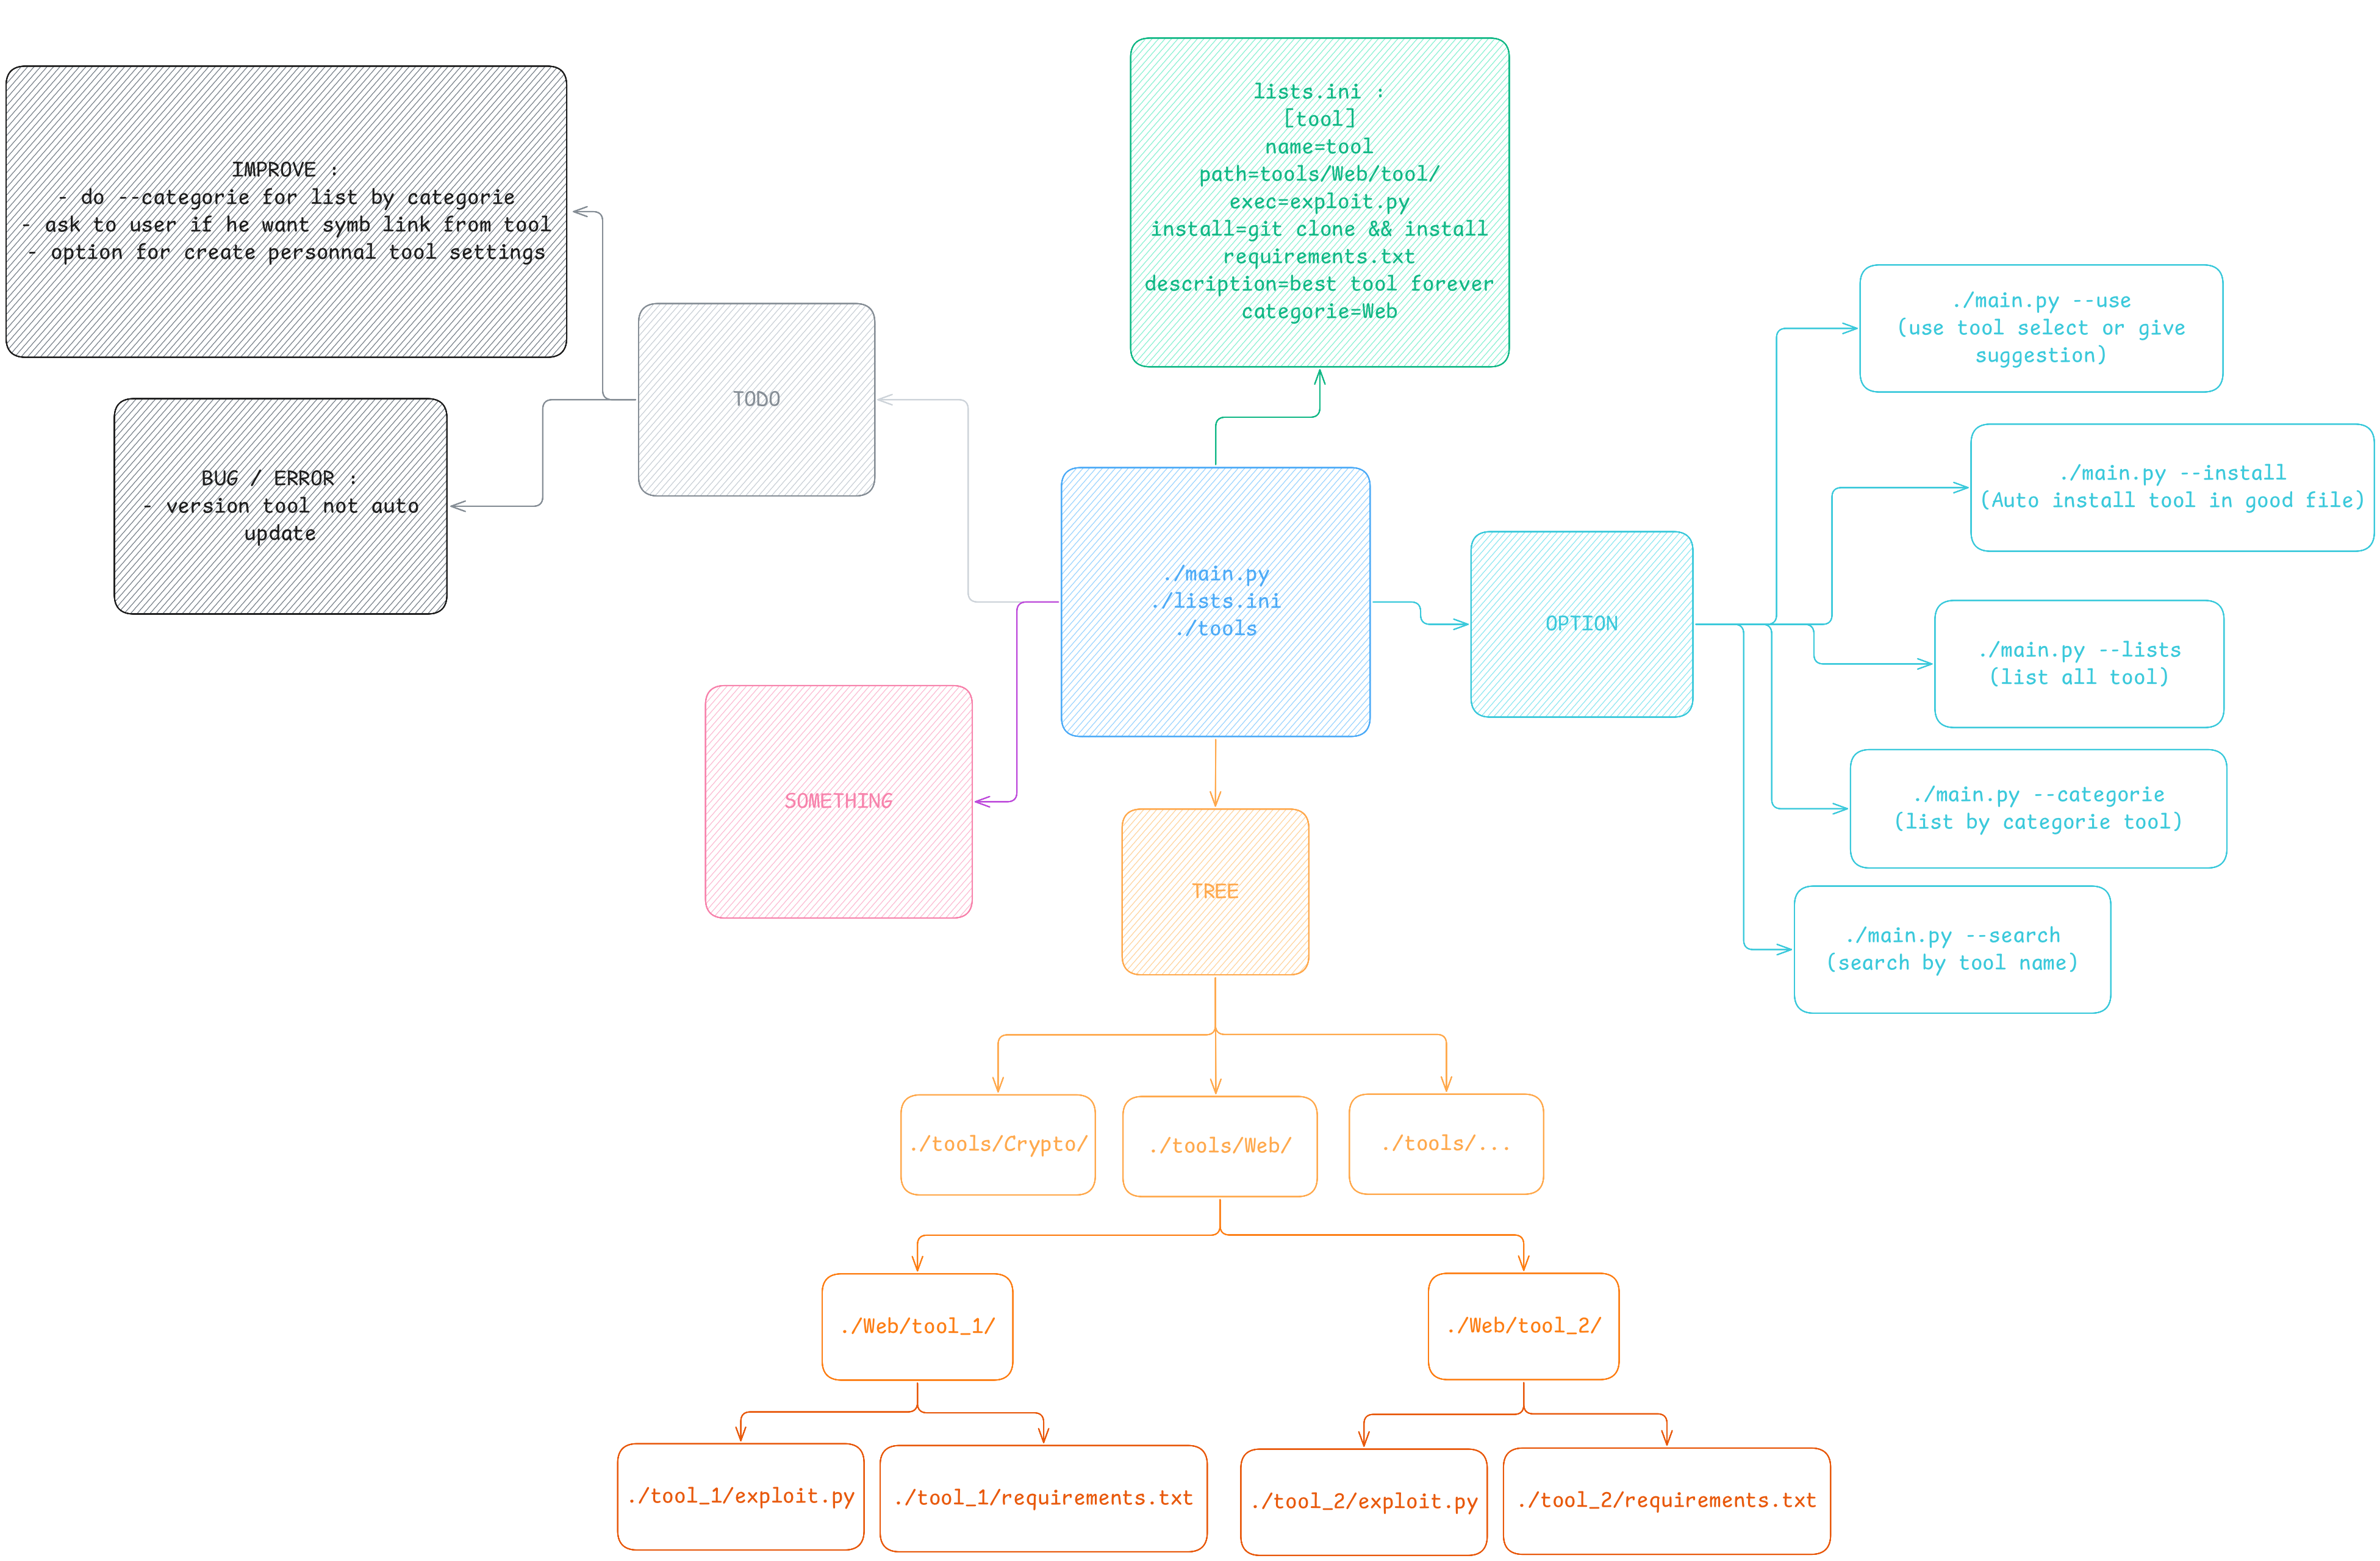 lists.ini :
[tool]
name=tool
path=tools/Web/tool/
exec=exploit.py
install=git clone && install
requirements.txt
description=best tool forever
categorie=Web
IMPROVE :
- do --categorie for list by categorie
- ask to user if he want symb link from tool
- option for create personnal tool settings
TODO
BUG / ERROR :
- version tool not auto
update
./main.py
./lists.ini
./tools
OPTION
./main.py --use
(use tool select or give
suggestion)
./main.py --install
(Auto install tool in good file)
./main.py --lists
(list all tool)
./main.py --categorie
(list by categorie tool)
./main.py --search
(search by tool name)
SOMETHING
TREE
./tools/Crypto/
./tools/Web/
./tools/...
./Web/tool_1/
./Web/tool_2/
./tool_1/exploit.py
./tool_1/requirements.txt
./tool_2/exploit.py
./tool_2/requirements.txt